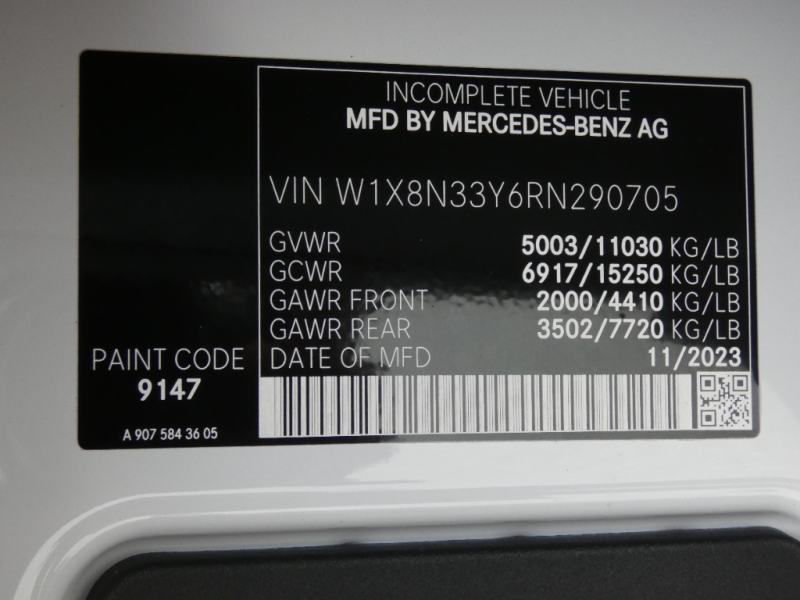 INCOMPLETE VEHICLE
MFD BY MERCEDES-BENZ AG
VIN W1X8N33Y6RN290705
GVWR 5003/11030 KG/LB
GCWR 6917/15250 KG/LB
GAWR FRONT 2000/4410 KG/LB
GAWR REAR 3502/7720 KG/LB
DATE OF MFD 11/2023
PAINT CODE
9147
A 907 584 36 05